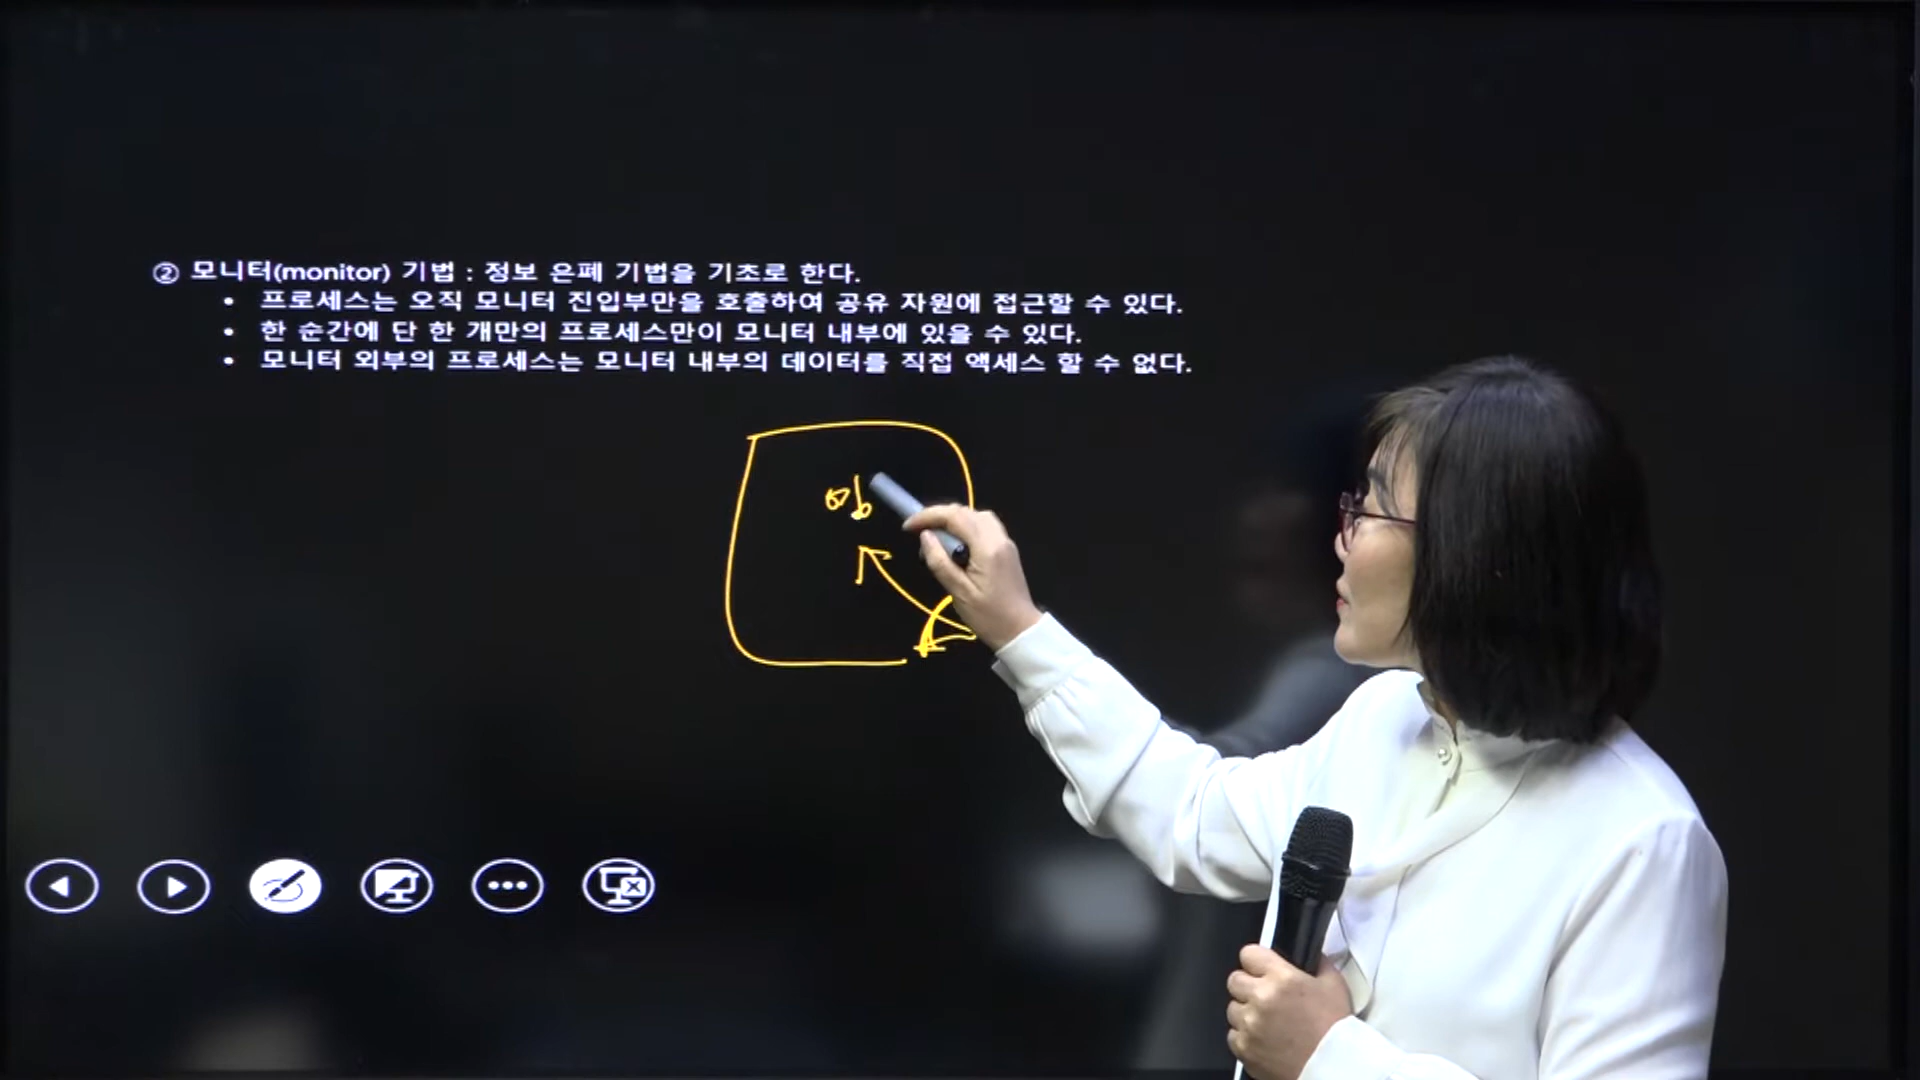 ② 모니터(monitor) 기법 : 정보 은폐 기법을 기초로 한다.
• 프로세스는 오직 모니터 진입부만을 호출하여 공유 자원에 접근할 수 있다.
• 한 순간에 단 한 개만의 프로세스만이 모니터 내부에 있을 수 있다.
• 모니터 외부의 프로세스는 모니터 내부의 데이터를 직접 액세스 할 수 없다.